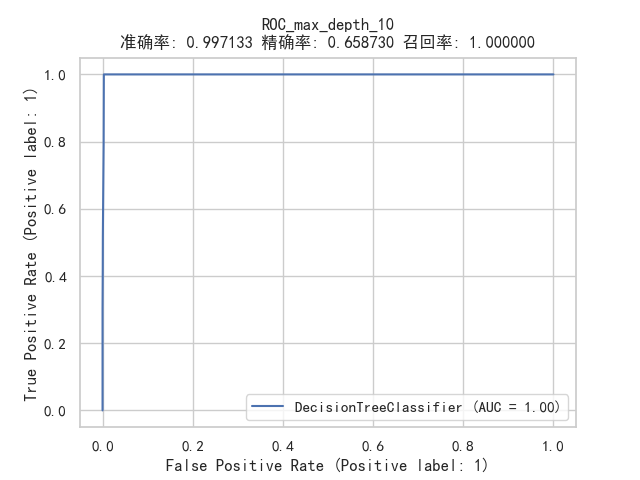 ROC_max_depth_10
准确率: 0.997133 精确率: 0.658730 召回率: 1.000000
True Positive Rate (Positive label: 1)
1.0
0.8
0.6
0.4
0.2
0.0
DecisionTreeClassifier (AUC = 1.00)
0.0 0.2 0.4 0.6 0.8 1.0
False Positive Rate (Positive label: 1)